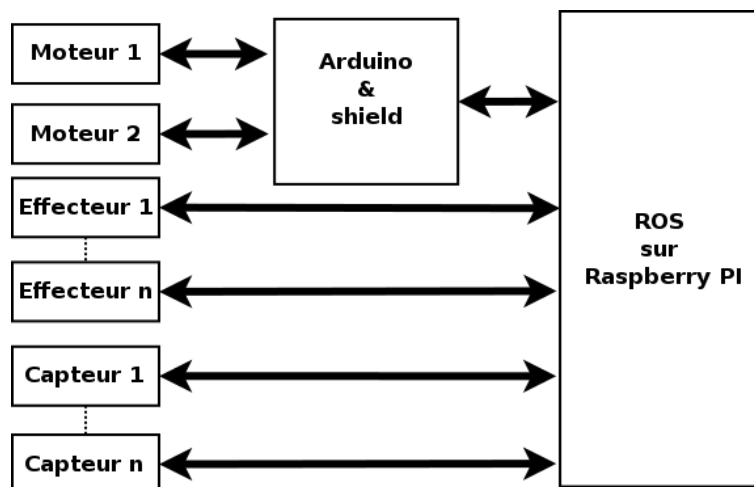 Moteur 1
Moteur 2
Effecteur 1
Effecteur n
Capteur 1
Capteur n
Arduino
&
shield
ROS
sur
Raspberry PI